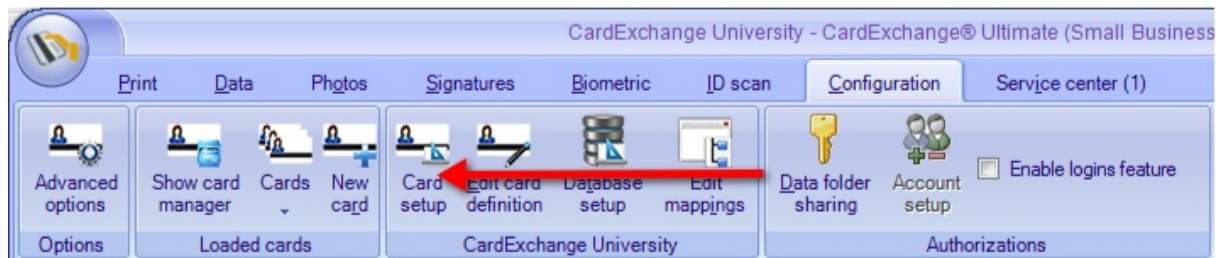 CardExchange University - CardExchange® Ultimate (Small Business
Print Data Photos Signatures Biometric ID scan Configuration Service center (1)
Advanced options
Show card manager
Cards
New card
Card setup
Edit card definition
Database setup
Edit mappings
Data folder sharing
Account setup
Enable logins feature
Options Loaded cards CardExchange University Authorizations